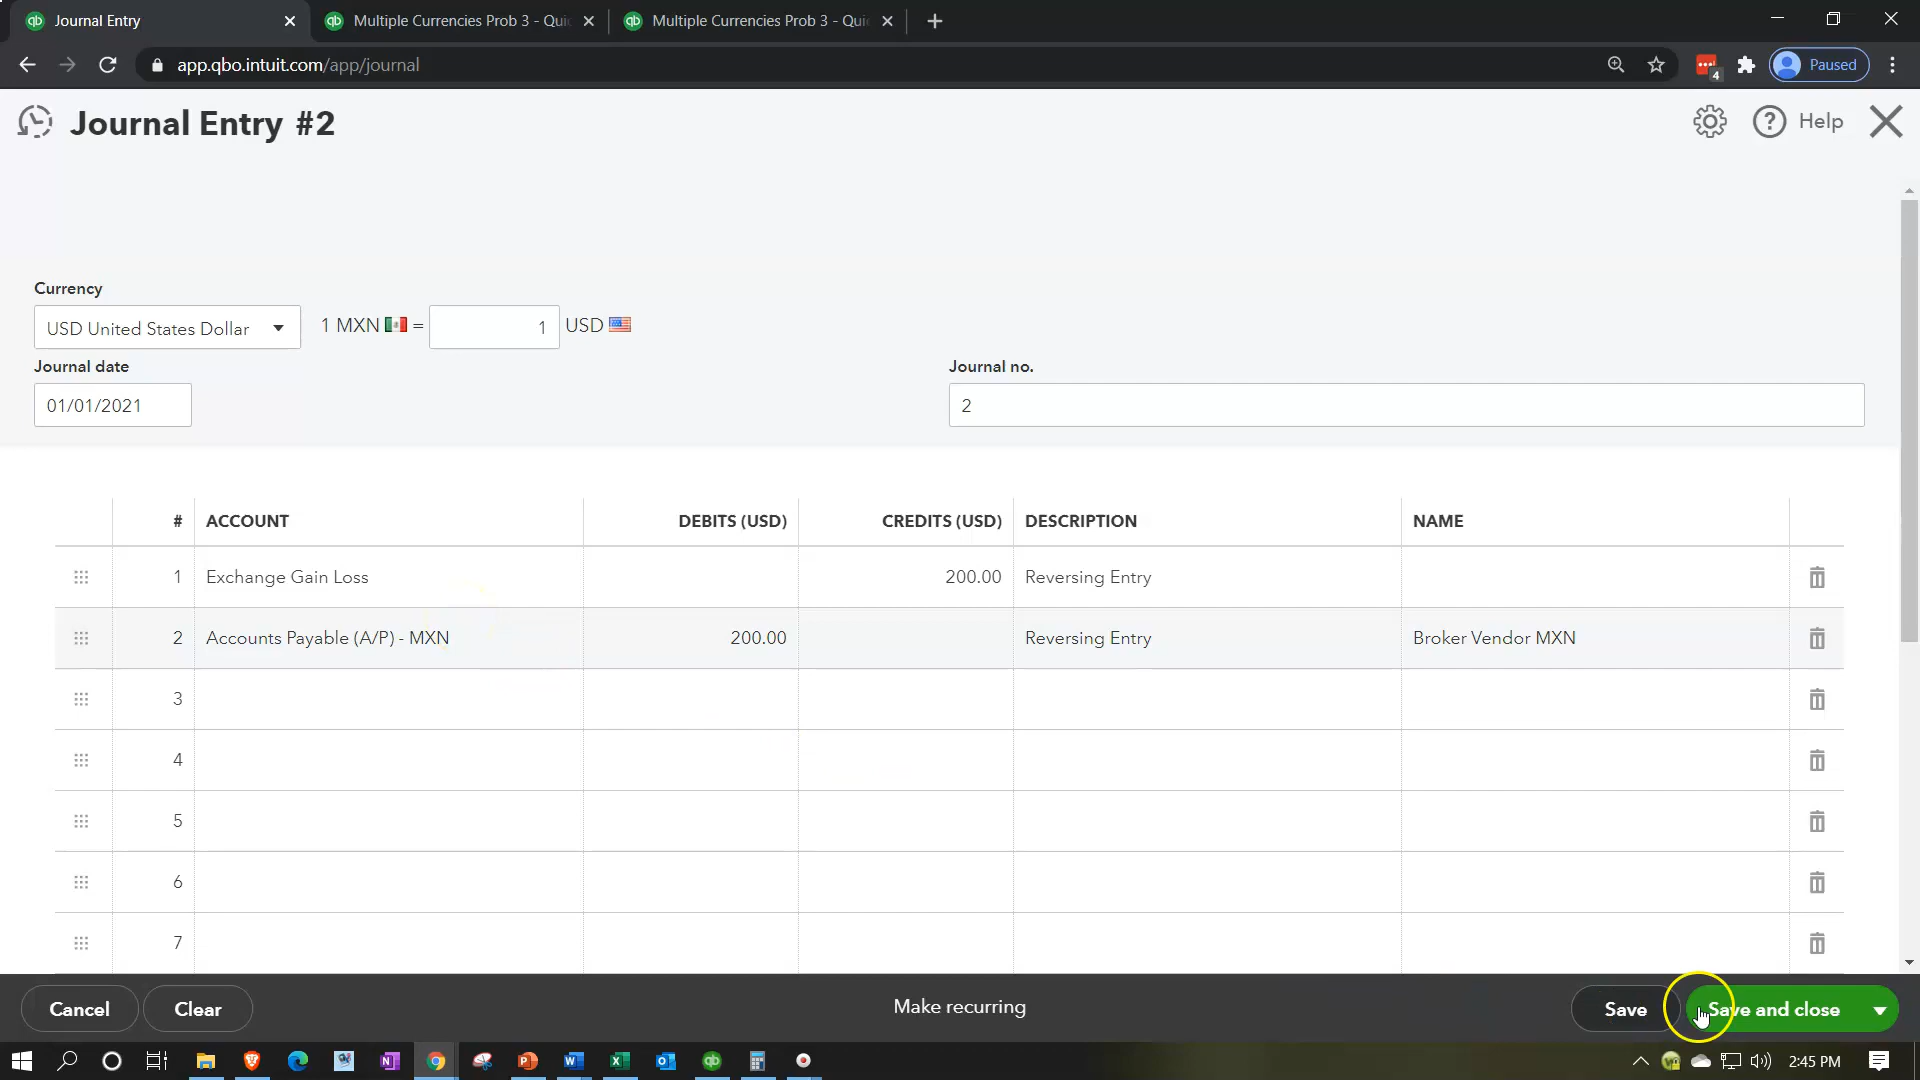 Journal Entry
Multiple Currencies Prob 3 - Qui
Multiple Currencies Prob 3 - Qui
app.qbo.intuit.com/app/journal
4
Paused
Journal Entry #2
Help
Currency
USD United States Dollar
1 MXN = 1 USD
Journal date
Journal no.
01/01/2021
2
# ACCOUNT DEBITS (USD) CREDITS (USD) DESCRIPTION NAME
1 Exchange Gain Loss 200.00 Reversing Entry
2 Accounts Payable (A/P) - MXN 200.00 Reversing Entry Broker Vendor MXN
3
4
5
6
7
Cancel
Clear
Make recurring
Save
Save and close
2:45 PM